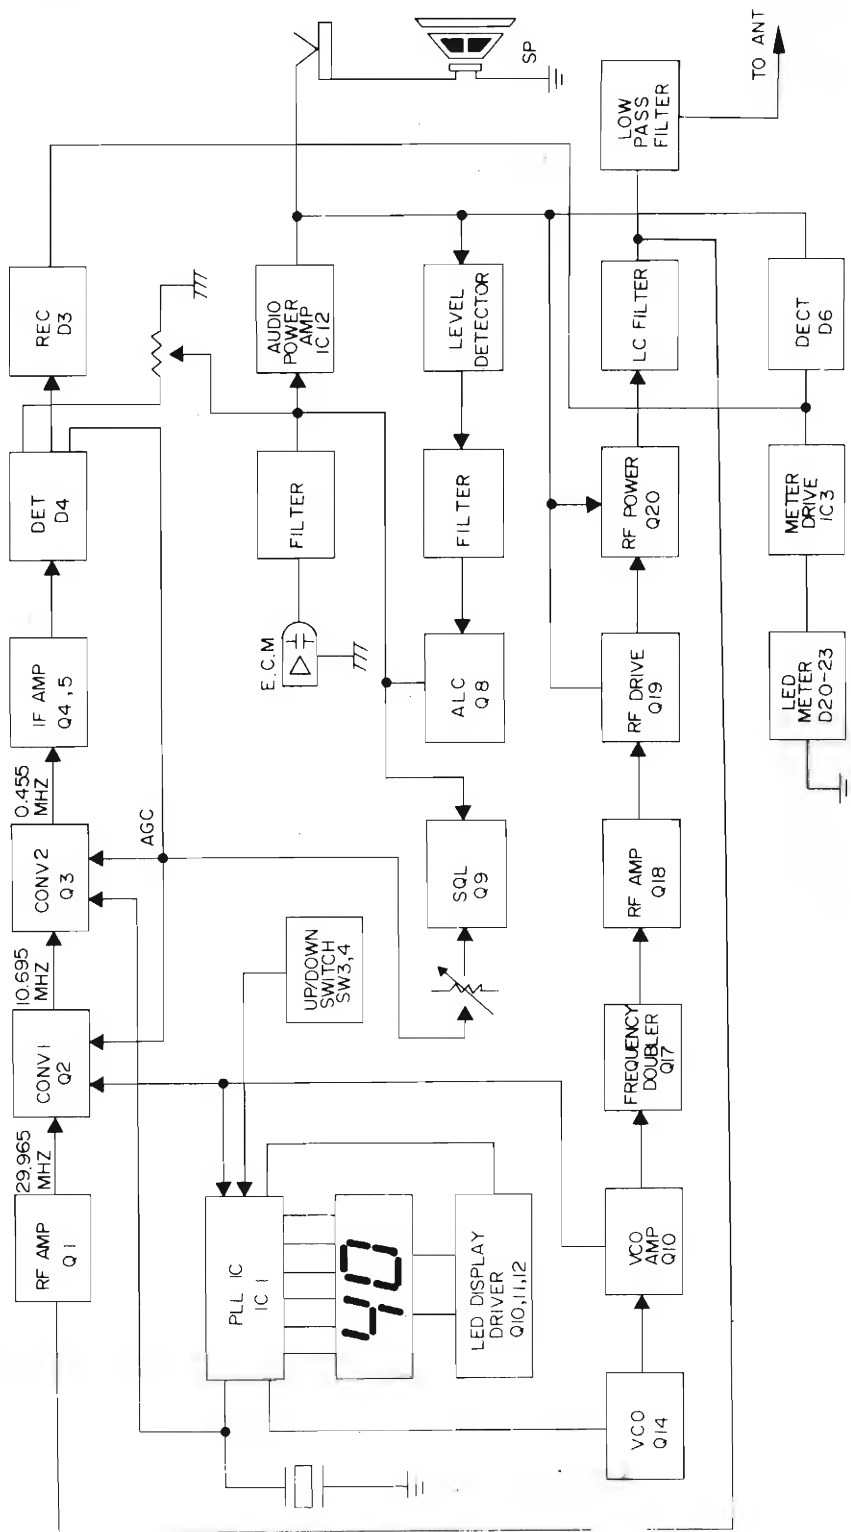 RF AMP
Q1
29.965
MHZ
CONV1
Q2
10.695
MHZ
CONV2
Q3
0.455
MHZ
IF AMP
Q4,5
DET
D4
REC
D3
AGC
PLL IC
IC 1
40
LED DISPLAY
DRIVER
Q10,11,12
UP/DOWN
SWITCH
SW3,4
SQL
Q9
ALC
Q8
E.C.M
FILTER
FILTER
AUDIO
POWER
AMP
IC12
LEVEL
DETECTOR
SP
VCO
Q14
VCO
AMP
Q10
FREQUENCY
DOUBLER
Q17
RF AMP
Q18
RF DRIVE
Q19
RF POWER
Q20
LC FILTER
LOW
PASS
FILTER
TO ANT
LED
METER
D20-23
METER
DRIVE
IC3
DECT
D6